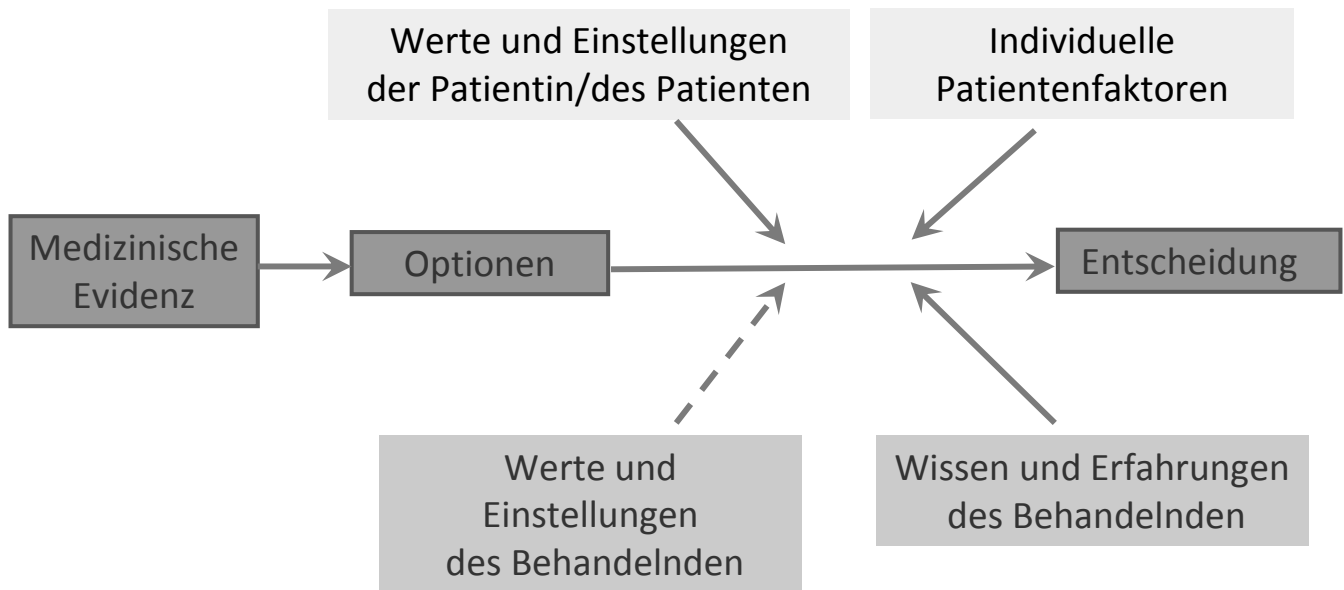 Werte und Einstellungen
der Patientin/des Patienten
Individuelle
Patientenfaktoren
Medizinische
Evidenz
Optionen
Entscheidung
Werte und
Einstellungen
des Behandelnden
Wissen und Erfahrungen
des Behandelnden